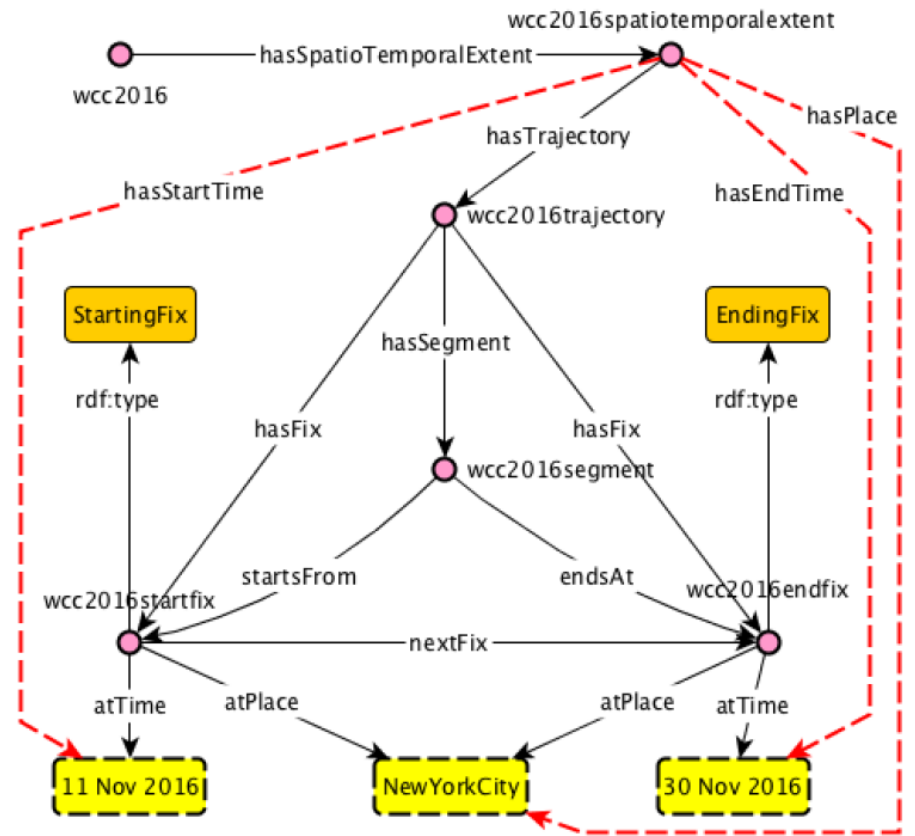 wcc2016spatiotemporalextent
hasSpatioTemporalExtent
wcc2016
hasPlace
hasTrajectory
hasStartTime
hasEndTime
wcc2016trajectory
StartingFix
EndingFix
hasSegment
rdf:type
rdf:type
hasFix
hasFix
wcc2016segment
startsFrom
endsAt
wcc2016startfix
wcc2016endfix
nextFix
atTime
atPlace
atPlace
atTime
11 Nov 2016
NewYorkCity
30 Nov 2016